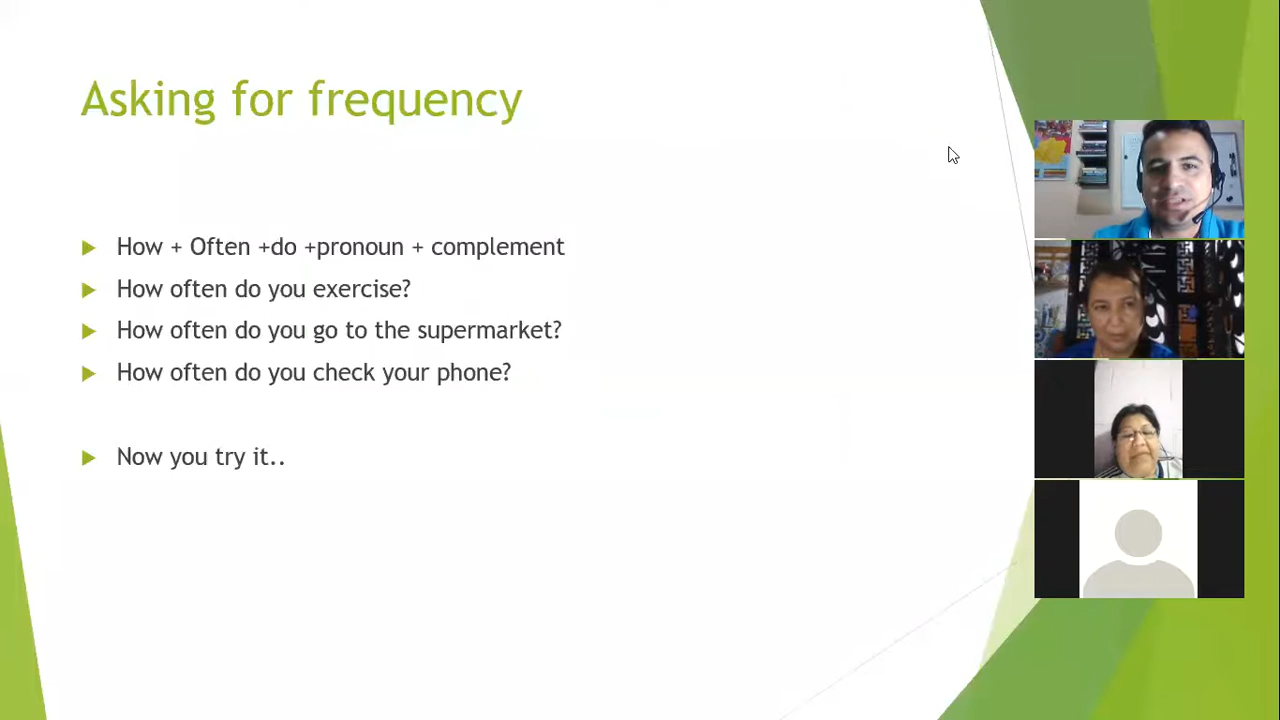 Asking for frequency
How + Often +do +pronoun + complement
How often do you exercise?
How often do you go to the supermarket?
How often do you check your phone?
Now you try it..